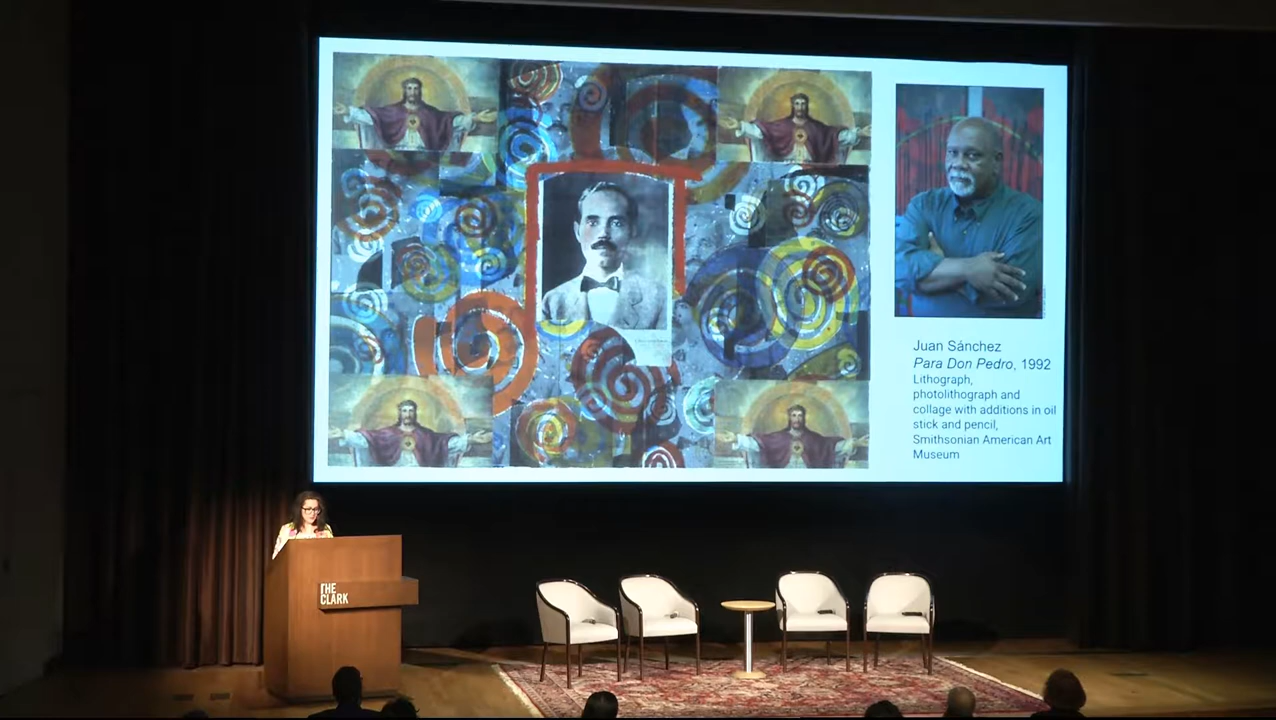 Juan Sánchez
Para Don Pedro, 1992
Lithograph,
photolithograph and
collage with additions in oil
stick and pencil,
Smithsonian American Art
Museum
THE
CLARK